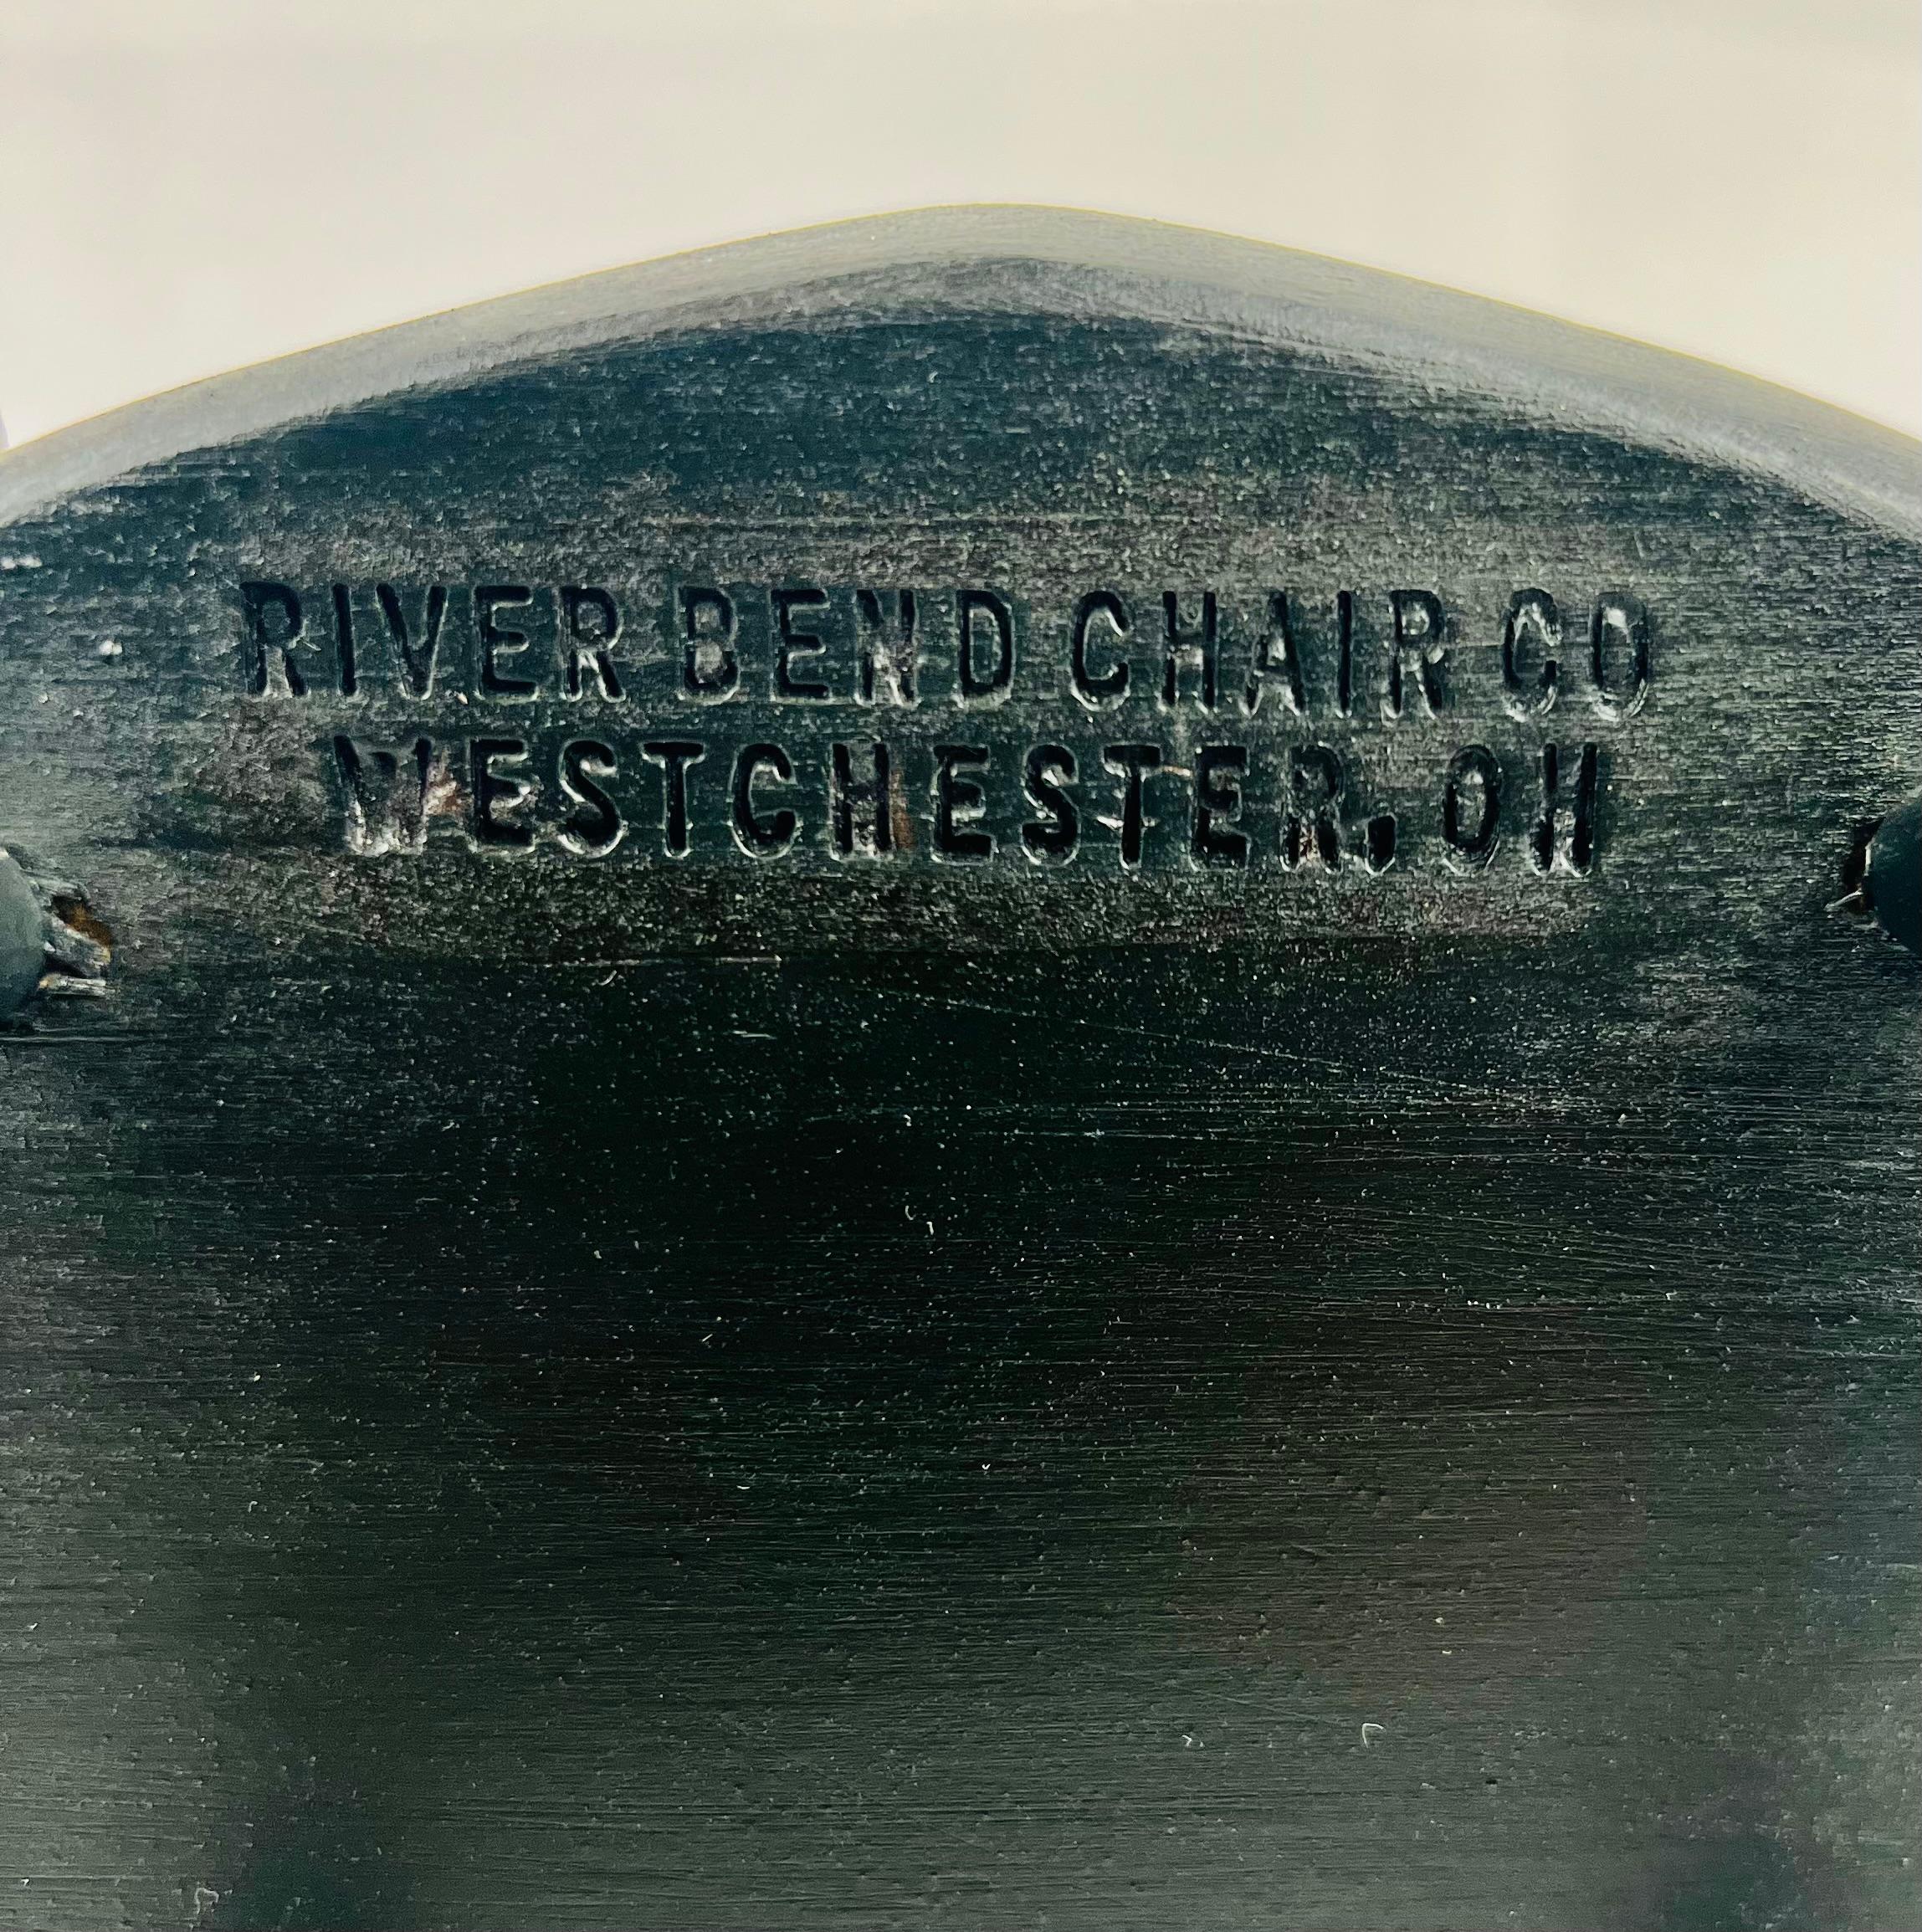 RIVER BEND CHAIR CO
WESTCHESTER, OH